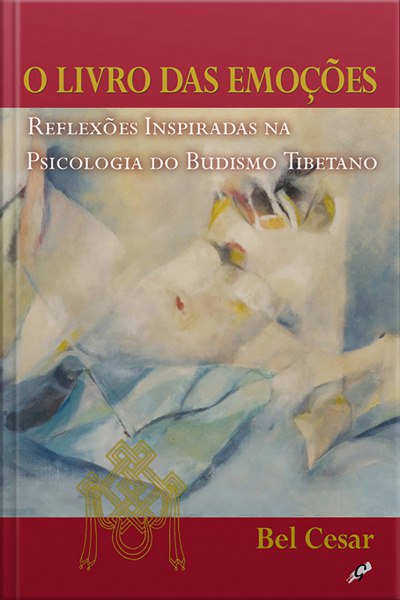 O LIVRO DAS EMOÇÕES
REFLEXÕES INSPIRADAS NA
PSICOLOGIA DO BUDISMO TIBETANO
Bel Cesar